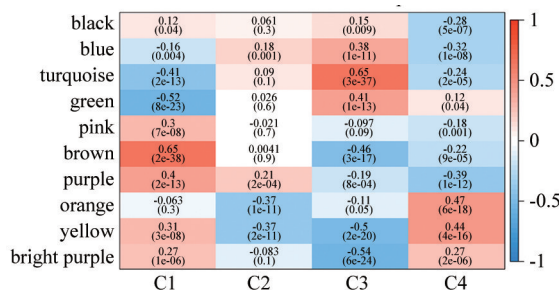 black 0.12 0.061 0.15 -0.28
(0.04) (0.3) (0.009) (5e-07)
blue -0.16 0.18 0.38 -0.32
(0.004) (0.001) (1e-11) (1e-08)
turquoise -0.41 0.09 0.65 -0.24
(2e-13) (0.1) (3e-37) (2e-05)
green -0.52 0.026 0.41 0.12
(8e-23) (0.6) (1e-13) (0.04)
pink 0.3 -0.021 -0.097 -0.18
(7e-08) (0.7) (0.09) (0.001)
brown 0.65 0.0041 -0.46 -0.22
(2e-38) (0.9) (3e-17) (9e-05)
purple 0.4 0.21 -0.19 -0.39
(2e-13) (2e-04) (8e-04) (1e-12)
orange -0.063 -0.37 -0.11 0.47
(0.3) (1e-11) (0.05) (6e-18)
yellow 0.31 -0.37 -0.5 0.44
(3e-08) (2e-11) (2e-20) (4e-16)
bright purple 0.27 -0.083 -0.54 0.27
(1e-06) (0.1) (6e-24) (2e-06)
C1 C2 C3 C4
1
0.5
0
-0.5
-1